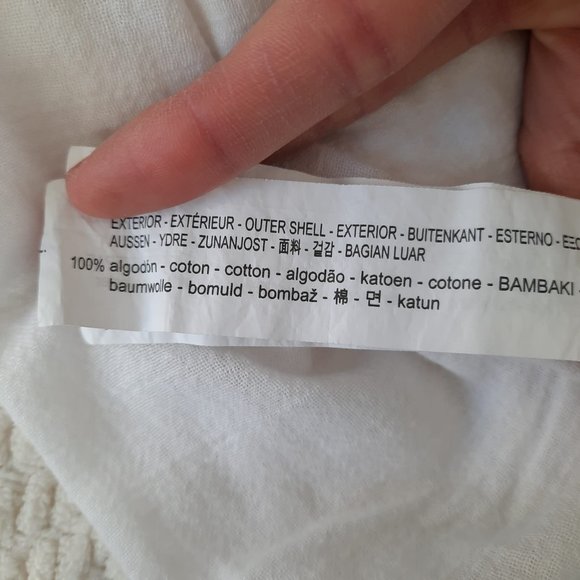 EXTERIOR - EXTÉRIEUR - OUTER SHELL - EXTERIOR - BUITENKANT - ESTERNO -
AUSSEN - YDRE - ZUNANJOST - 面料 - 겉감 - BAGIAN LUAR
100% algodón - coton - cotton - algodão - katoen - cotone - BAMBAKI -
baumwolle - bomuld - bombaž - 棉 - 면 - katun